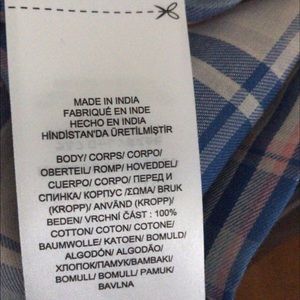 MADE IN INDIA
FABRIQUÉ EN INDE
HECHO EN INDIA
HİNDİSTAN'DA ÜRETİLMİŞTİR
BODY/ CORPS/ CORPO/
OBERTEIL/ ROMP/ HOVEDDEL/
CUERPO/ CORPO/ ПЕРЕД И
СПИНКА/ КОРПУС /ΣΩΜΑ/ BRUK
(KROPP)/ ANVÄND (KROPP)/
BEDEN/ VRCHNÍ ČÁST : 100%
COTTON/ COTON/ COTONE/
BAUMWOLLE/ KATOEN/ BOMULD/
ALGODÓN/ ALGODÃO/
ХЛОПОК/ПАМУК/ΒΑΜΒΑΚΙ/
BOMULL/ BOMULL/ PAMUK/
BAVLNA